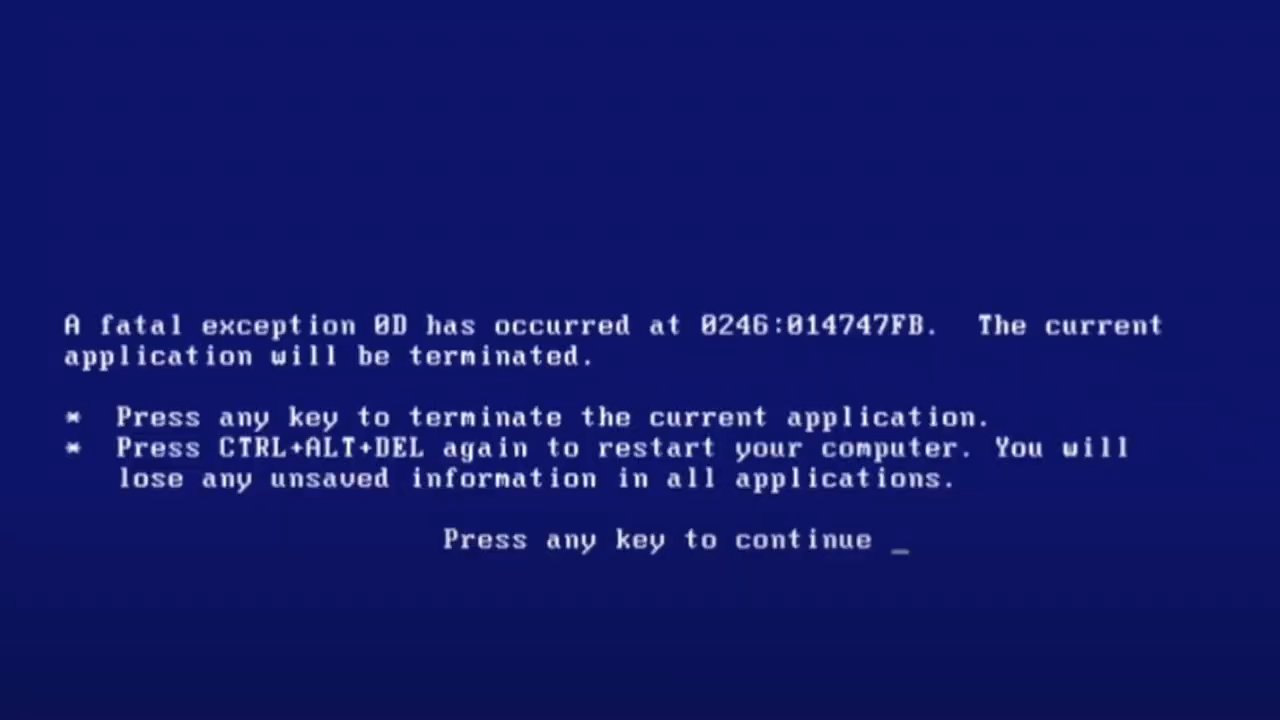 A fatal exception 0D has occurred at 0246:014747FB.  The current
application will be terminated.
*  Press any key to terminate the current application.
*  Press CTRL+ALT+DEL again to restart your computer. You will
lose any unsaved information in all applications.
Press any key to continue _